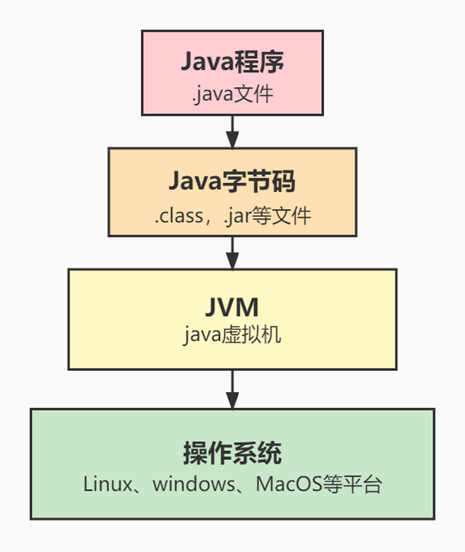 Java程序
.java文件
Java字节码
.class，.jar等文件
JVM
java虚拟机
操作系统
Linux、windows、MacOS等平台